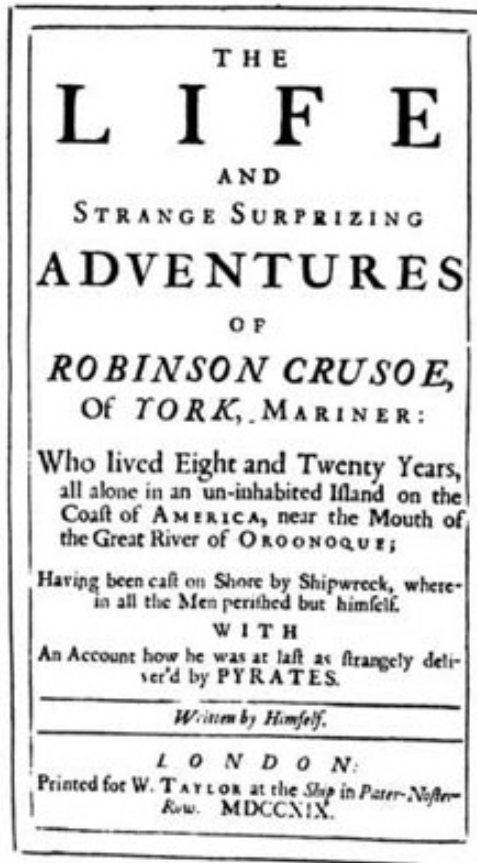 THE
LIFE
AND
STRANGE SURPRIZING
ADVENTURES
OF
ROBINSON CRUSOE,
Of YORK, MARINER:
Who lived Eight and Twenty Years,
all alone in an un-inhabited Iſland on the
Coaſt of AMERICA, near the Mouth of
the Great River of OROONOQUE;
Having been caſt on Shore by Shipwreck, where-
in all the Men periſhed but himſelf.
WITH
An Account how he was at laſt as ſtrangely deli-
ver'd by PYRATES.
Written by Himſelf.
LONDON:
Printed for W. TAYLOR at the Ship in Pater-Noſter-
Row. MDCCXIX.